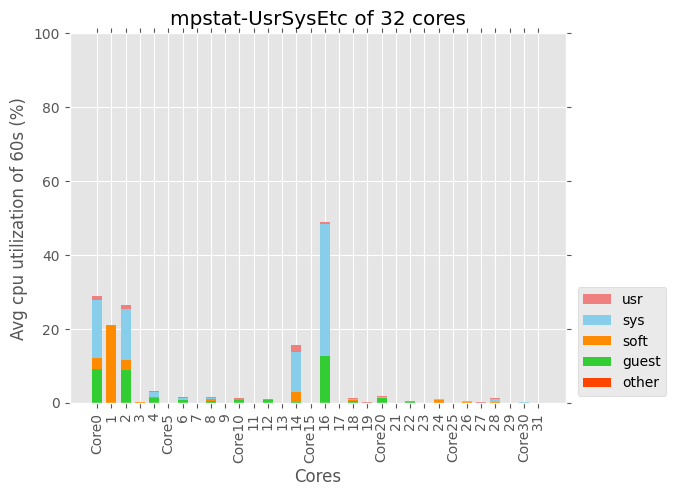 mpstat-UsrSysEtc of 32 cores
100
80
60
40
20
0
Avg cpu utilization of 60s (%)
Core0
1
2
3
4
Core5
6
7
8
9
Core10
11
12
13
14
Core15
16
17
18
19
Core20
21
22
23
24
Core25
26
27
28
29
Core30
31
Cores
usr
sys
soft
guest
other